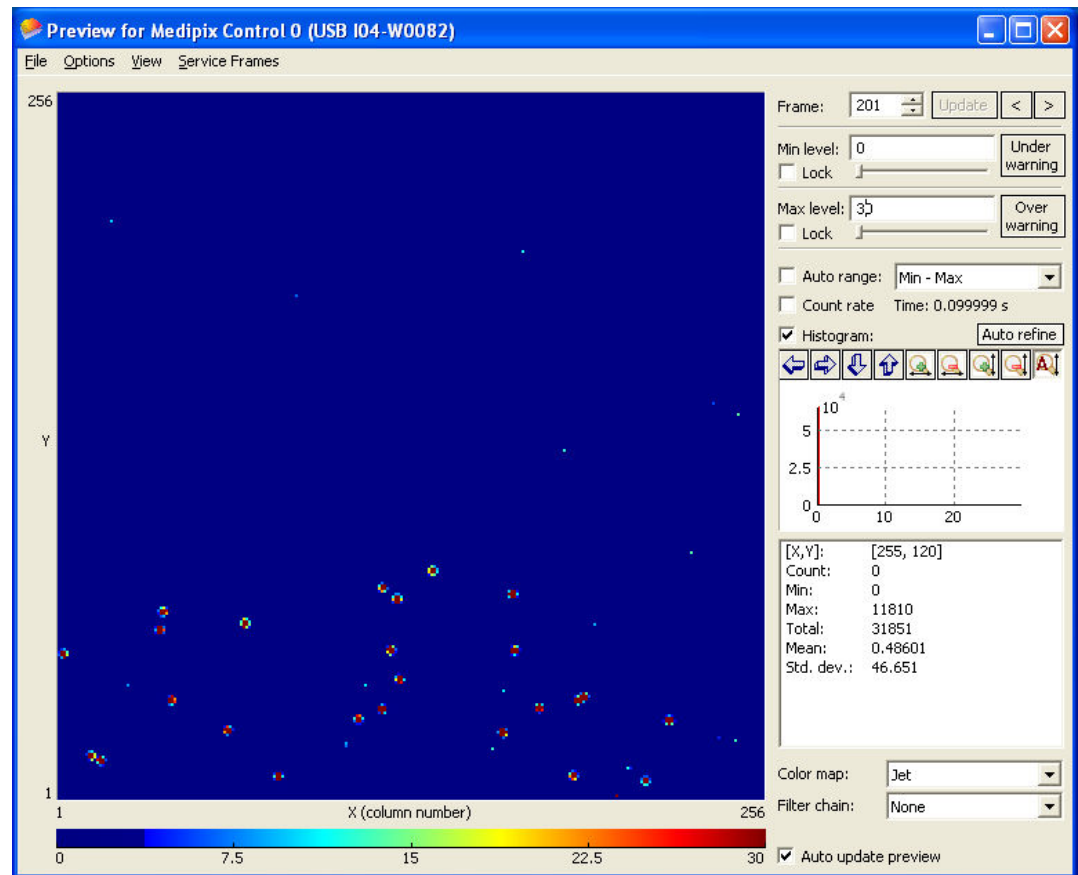 Preview for Medipix Control 0 (USB I04-W0082)
File Options View Service Frames
256
Y
1
1 X (column number) 256
0 7.5 15 22.5 30
Frame: 201 Update < >
Min level: 0 Under warning
Lock
Max level: Over warning
Lock
Auto range: Min - Max
Count rate Time: 0.099999 s
Histogram: Auto refine
A
10 4
5
2.5
0
0 10 20
[X,Y]: [255, 120]
Count: 0
Min: 0
Max: 11810
Total: 31851
Mean: 0.48601
Std. dev.: 46.651
Color map: Jet
Filter chain: None
Auto update preview